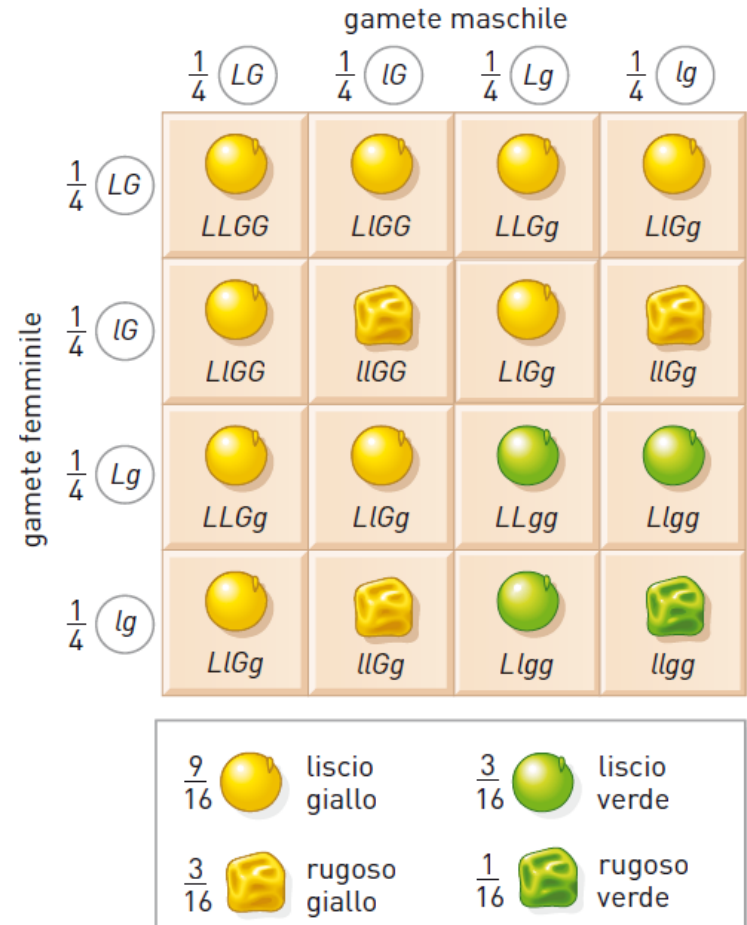 gamete maschile
1/4 LG 1/4 lG 1/4 Lg 1/4 lg
gamete femminile
1/4 LG
LLGG LlGG LLGg LlGg
1/4 lG
LlGG llGG LlGg llGg
1/4 Lg
LLGg LlGg LLgg Llgg
1/4 lg
LlGg llGg Llgg llgg
9/16 liscio giallo
3/16 liscio verde
3/16 rugoso giallo
1/16 rugoso verde